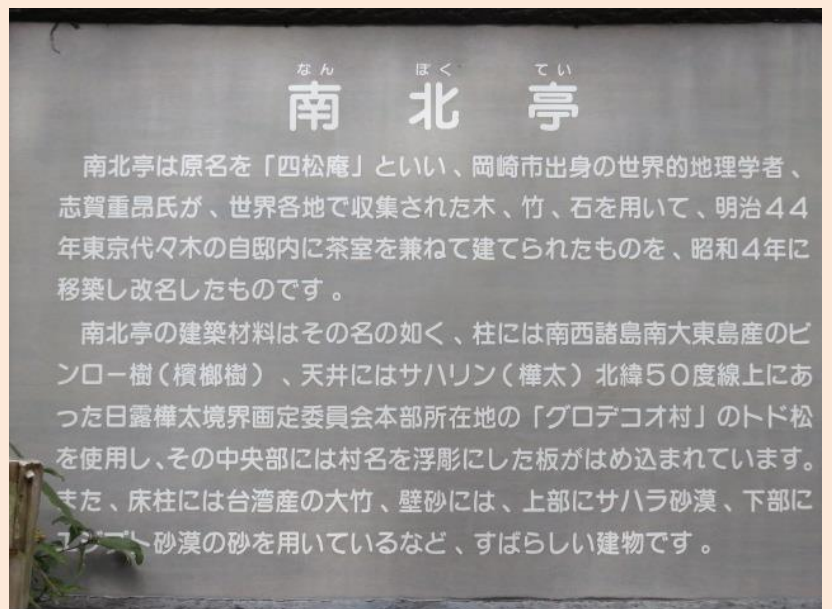 なん ぼく てい
南北亭
南北亭は原名を「四松庵」といい、岡崎市出身の世界的地理学者、
志賀重昂氏が、世界各地で収集された木、竹、石を用いて、明治44
年東京代々木の自邸内に茶室を兼ねて建てられたものを、昭和4年に
移築し改名したものです。
南北亭の建築材料はその名の如く、柱には南西諸島南大東島産のビ
ンロー樹(檳榔樹)、天井にはサハリン(樺太)北緯50度線上にあ
った日露樺太境界画定委員会本部所在地の「グロデコオ村」のトド松
を使用し、その中央部には村名を浮彫にした板がはめ込まれています。
また、床柱には台湾産の大竹、壁砂には、上部にサハラ砂漠、下部に
エジプト砂漠の砂を用いているなど、すばらしい建物です。